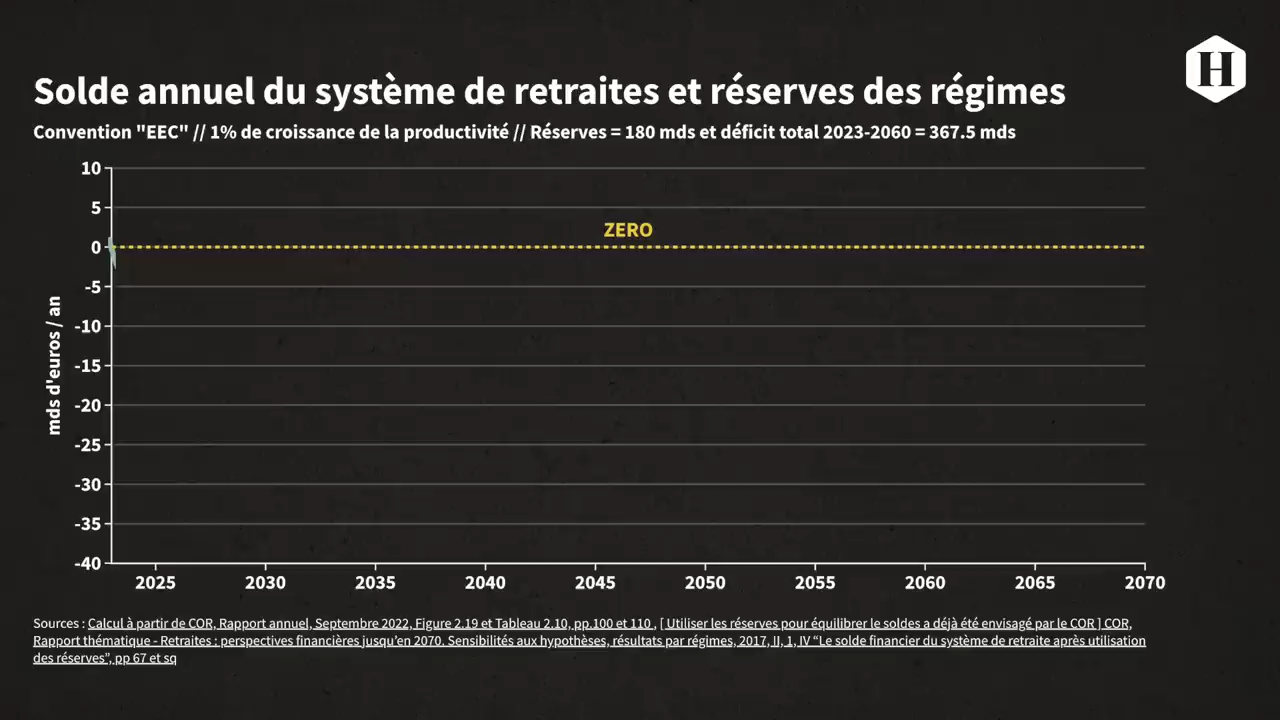 H
Solde annuel du système de retraites et réserves des régimes
Convention "EEC" // 1% de croissance de la productivité // Réserves = 180 mds et déficit total 2023-2060 = 367.5 mds
10
5
ZERO
0
-5
-10
-15
-20
-25
-30
-35
-40
mds d'euros / an
2025 2030 2035 2040 2045 2050 2055 2060 2065 2070
Sources : Calcul à partir de COR, Rapport annuel, Septembre 2022, Figure 2.19 et Tableau 2.10, pp.100 et 110 , [ Utiliser les réserves pour équilibrer le soldes a déjà été envisagé par le COR ] COR,
Rapport thématique - Retraites : perspectives financières jusqu'en 2070. Sensibilités aux hypothèses, résultats par régimes, 2017, II, 1, IV “Le solde financier du système de retraite après utilisation
des réserves”, pp 67 et sq